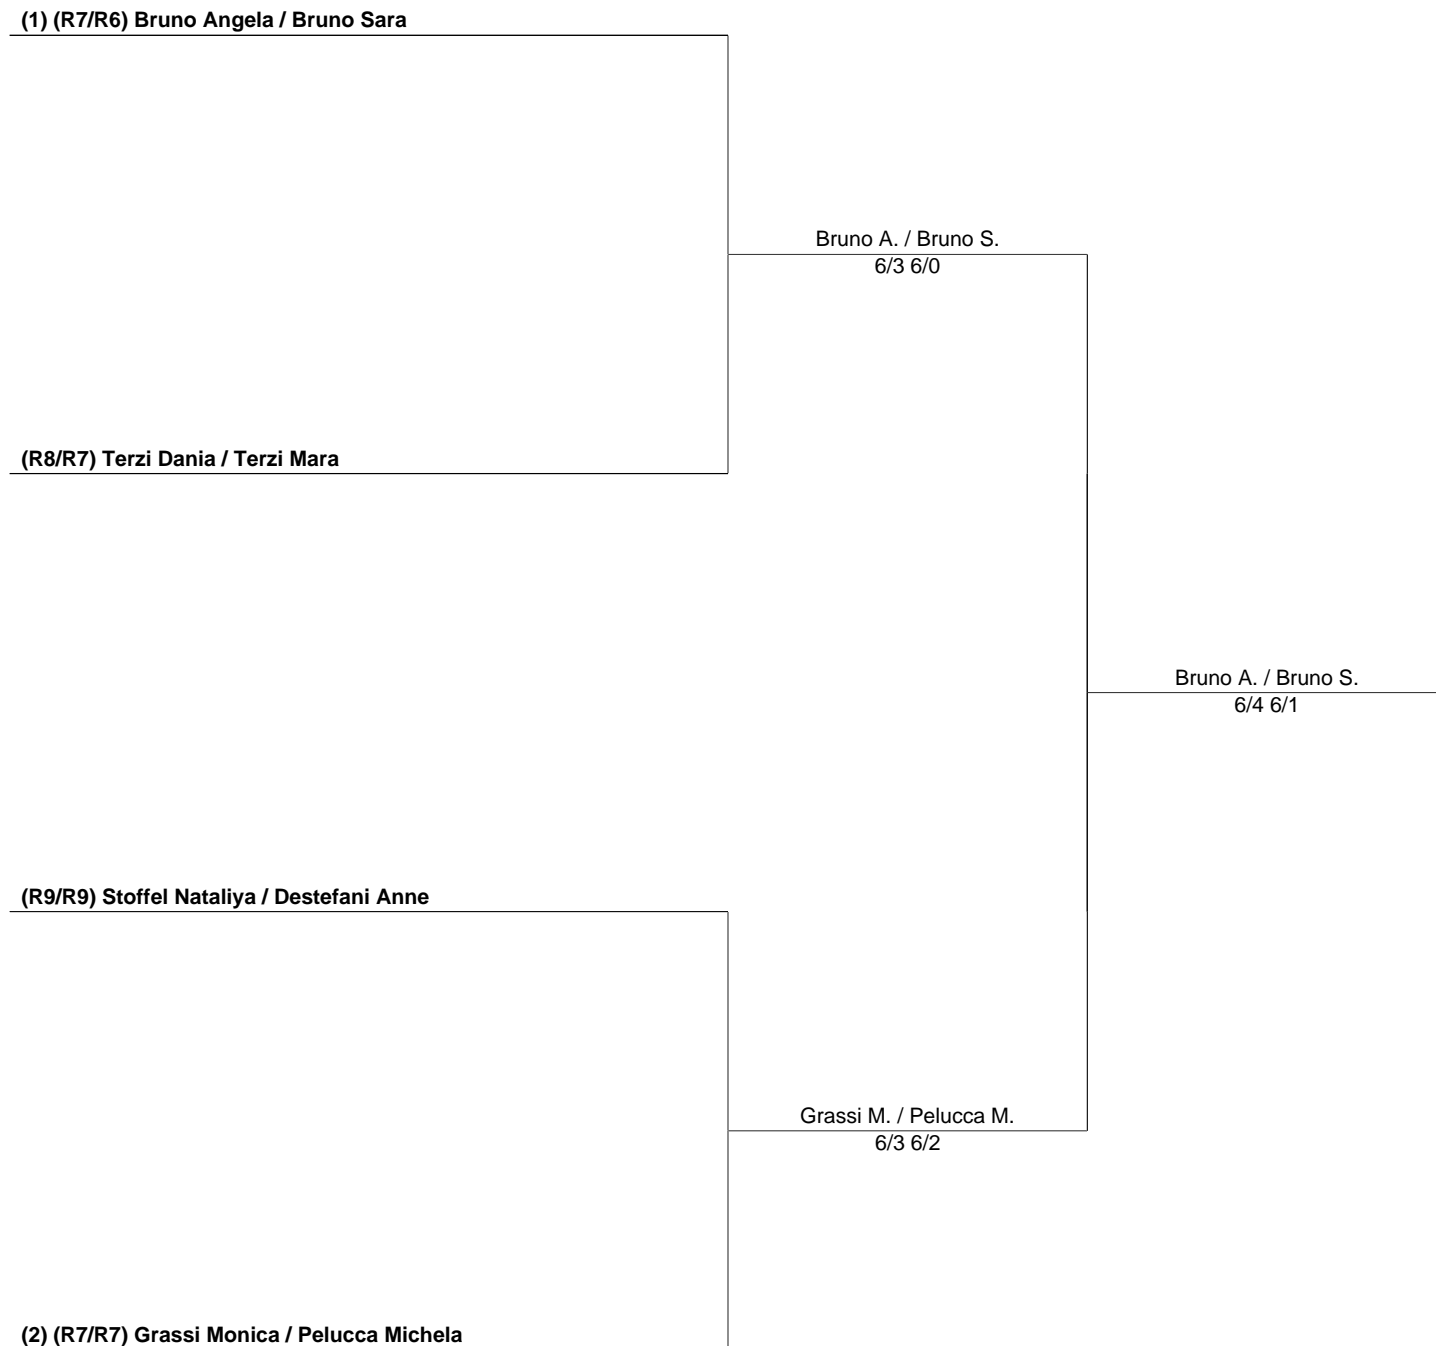 (1) (R7/R6) Bruno Angela / Bruno Sara
Bruno A. / Bruno S.
6/3 6/0
(R8/R7) Terzi Dania / Terzi Mara
Bruno A. / Bruno S.
6/4 6/1
(R9/R9) Stoffel Nataliya / Destefani Anne
Grassi M. / Pelucca M.
6/3 6/2
(2) (R7/R7) Grassi Monica / Pelucca Michela